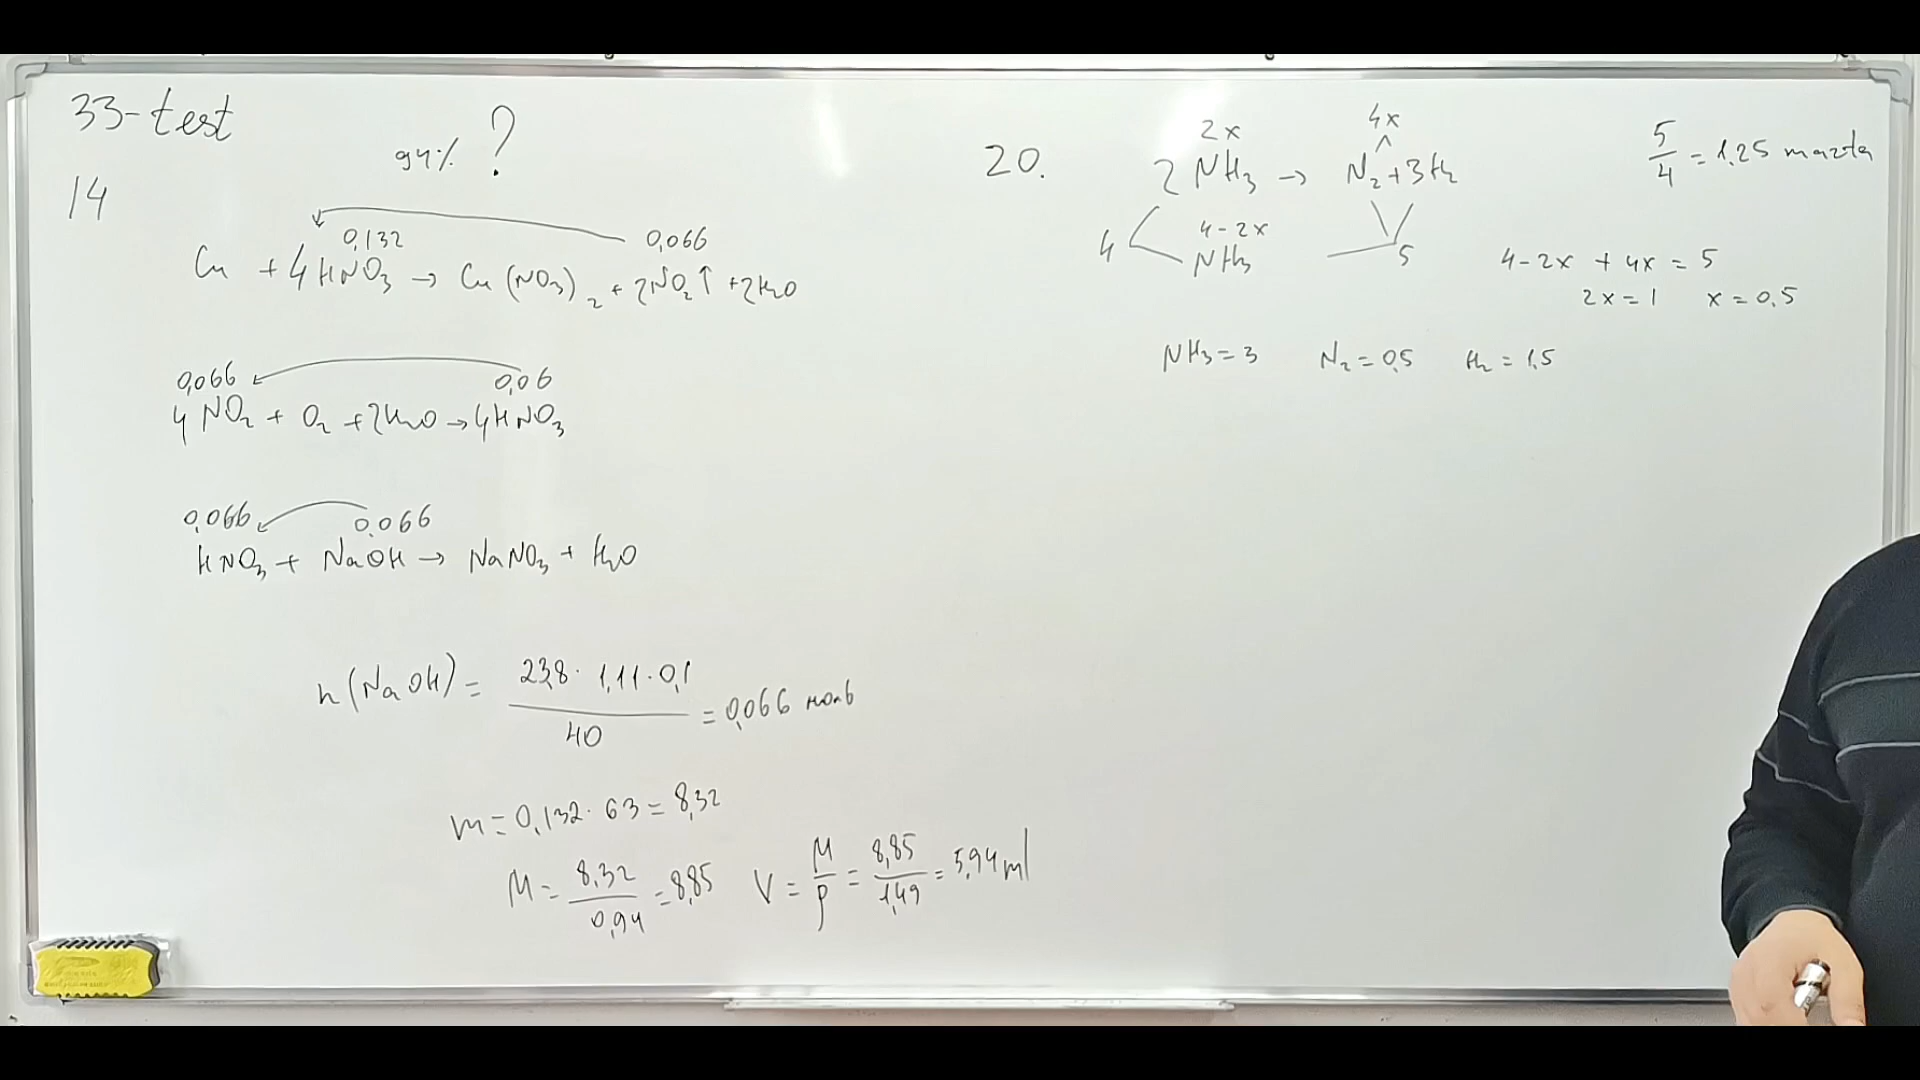 33-test
94% ?
14
0,132 0,066
Cu + 4HNO3 → Cu(NO3)2 + 2NO2↑ + 2H2O
0,066 0,06
4NO2 + O2 + 2H2O → 4HNO3
0,066 0,066
HNO3 + NaOH → NaNO3 + H2O
n(NaOH) = 23,8 · 1,11 · 0,1 / 40 = 0,066 моль
m = 0,132 · 63 = 8,32
M = 8,32 / 0,94 = 8,85 V = M / ρ = 8,85 / 1,49 = 5,94 ml
20.
2x 4x
2NH3 → N2 + 3H2
4 4-2x
NH3 5
5/4 = 1.25 marta
4-2x + 4x = 5
2x = 1 x = 0.5
NH3 = 3 N2 = 0,5 H2 = 1,5